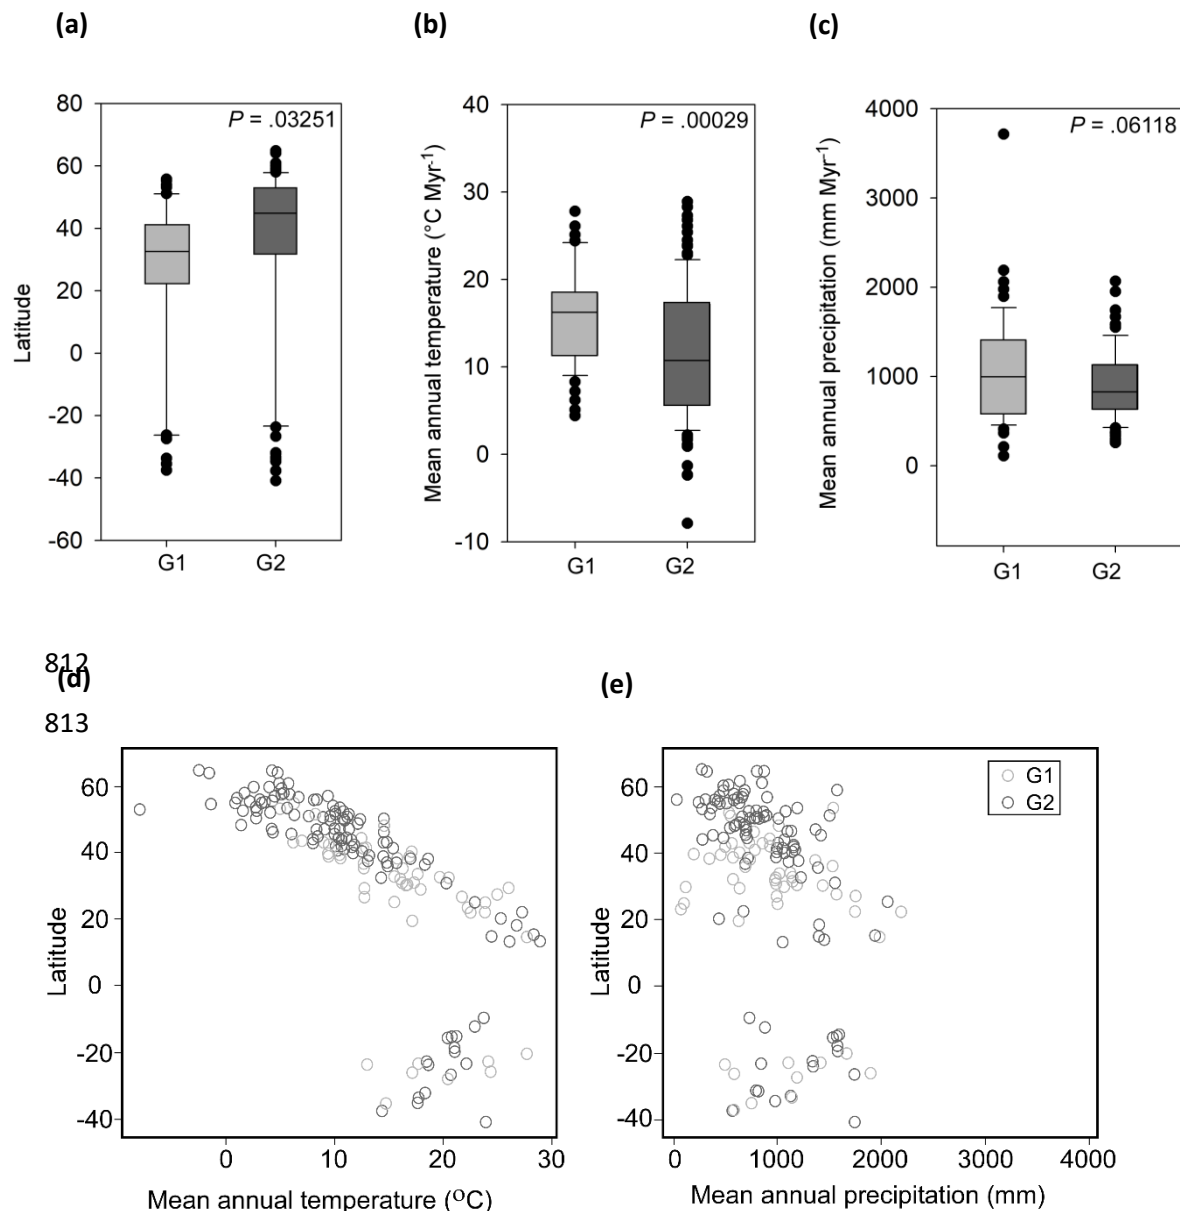 (a)
(b)
(c)
80
60
40
20
0
-20
-40
-60
Latitude
P = .03251
G1
G2
40
30
20
10
0
-10
Mean annual temperature (°C Myr-1)
P = .00029
G1
G2
4000
3000
2000
1000
0
Mean annual precipitation (mm Myr-1)
P = .06118
G1
G2
812
(d)
(e)
813
60
40
20
0
-20
-40
Latitude
0
10
20
30
Mean annual temperature (OC)
60
40
20
0
-20
-40
Latitude
G1
G2
0
1000
2000
3000
4000
Mean annual precipitation (mm)